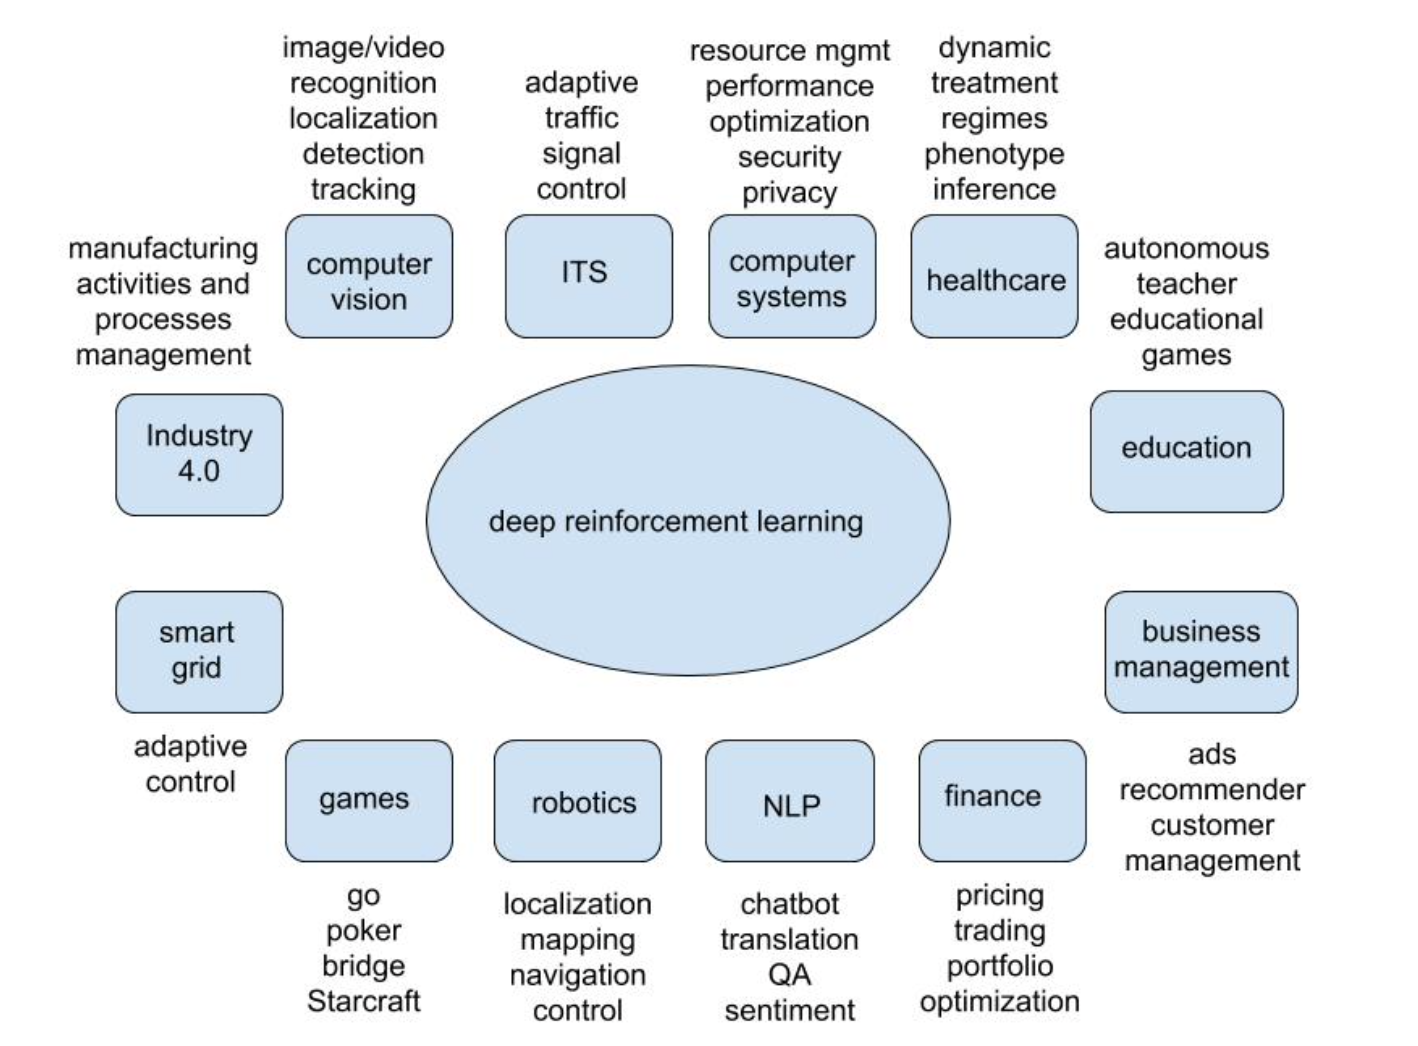 image/video
recognition
localization
detection
tracking
adaptive
traffic
signal
control
resource mgmt
performance
optimization
security
privacy
dynamic
treatment
regimes
phenotype
inference
manufacturing
activities and
processes
management
computer
vision
ITS
computer
systems
healthcare
autonomous
teacher
educational
games
Industry
4.0
education
deep reinforcement learning
smart
grid
business
management
adaptive
control
games
robotics
NLP
finance
ads
recommender
customer
management
go
poker
bridge
Starcraft
localization
mapping
navigation
control
chatbot
translation
QA
sentiment
pricing
trading
portfolio
optimization